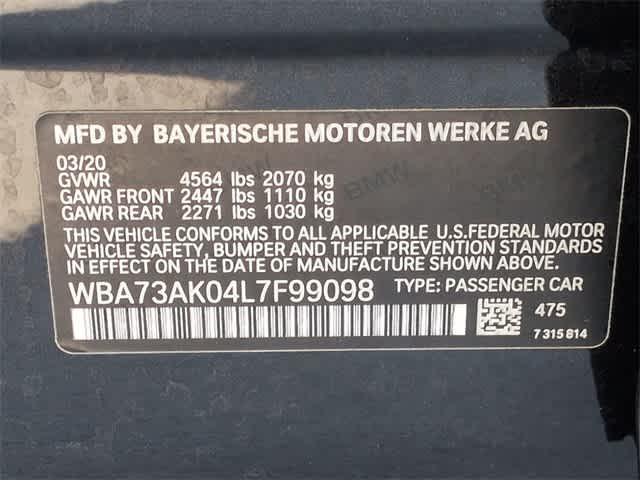 MFD BY BAYERISCHE MOTOREN WERKE AG
03/20
GVWR 4564 lbs 2070 kg
GAWR FRONT 2447 lbs 1110 kg
GAWR REAR 2271 lbs 1030 kg
THIS VEHICLE CONFORMS TO ALL APPLICABLE U.S.FEDERAL MOTOR
VEHICLE SAFETY, BUMPER AND THEFT PREVENTION STANDARDS
IN EFFECT ON THE DATE OF MANUFACTURE SHOWN ABOVE.
WBA73AK04L7F99098 TYPE: PASSENGER CAR
475
7 315 814
BMW